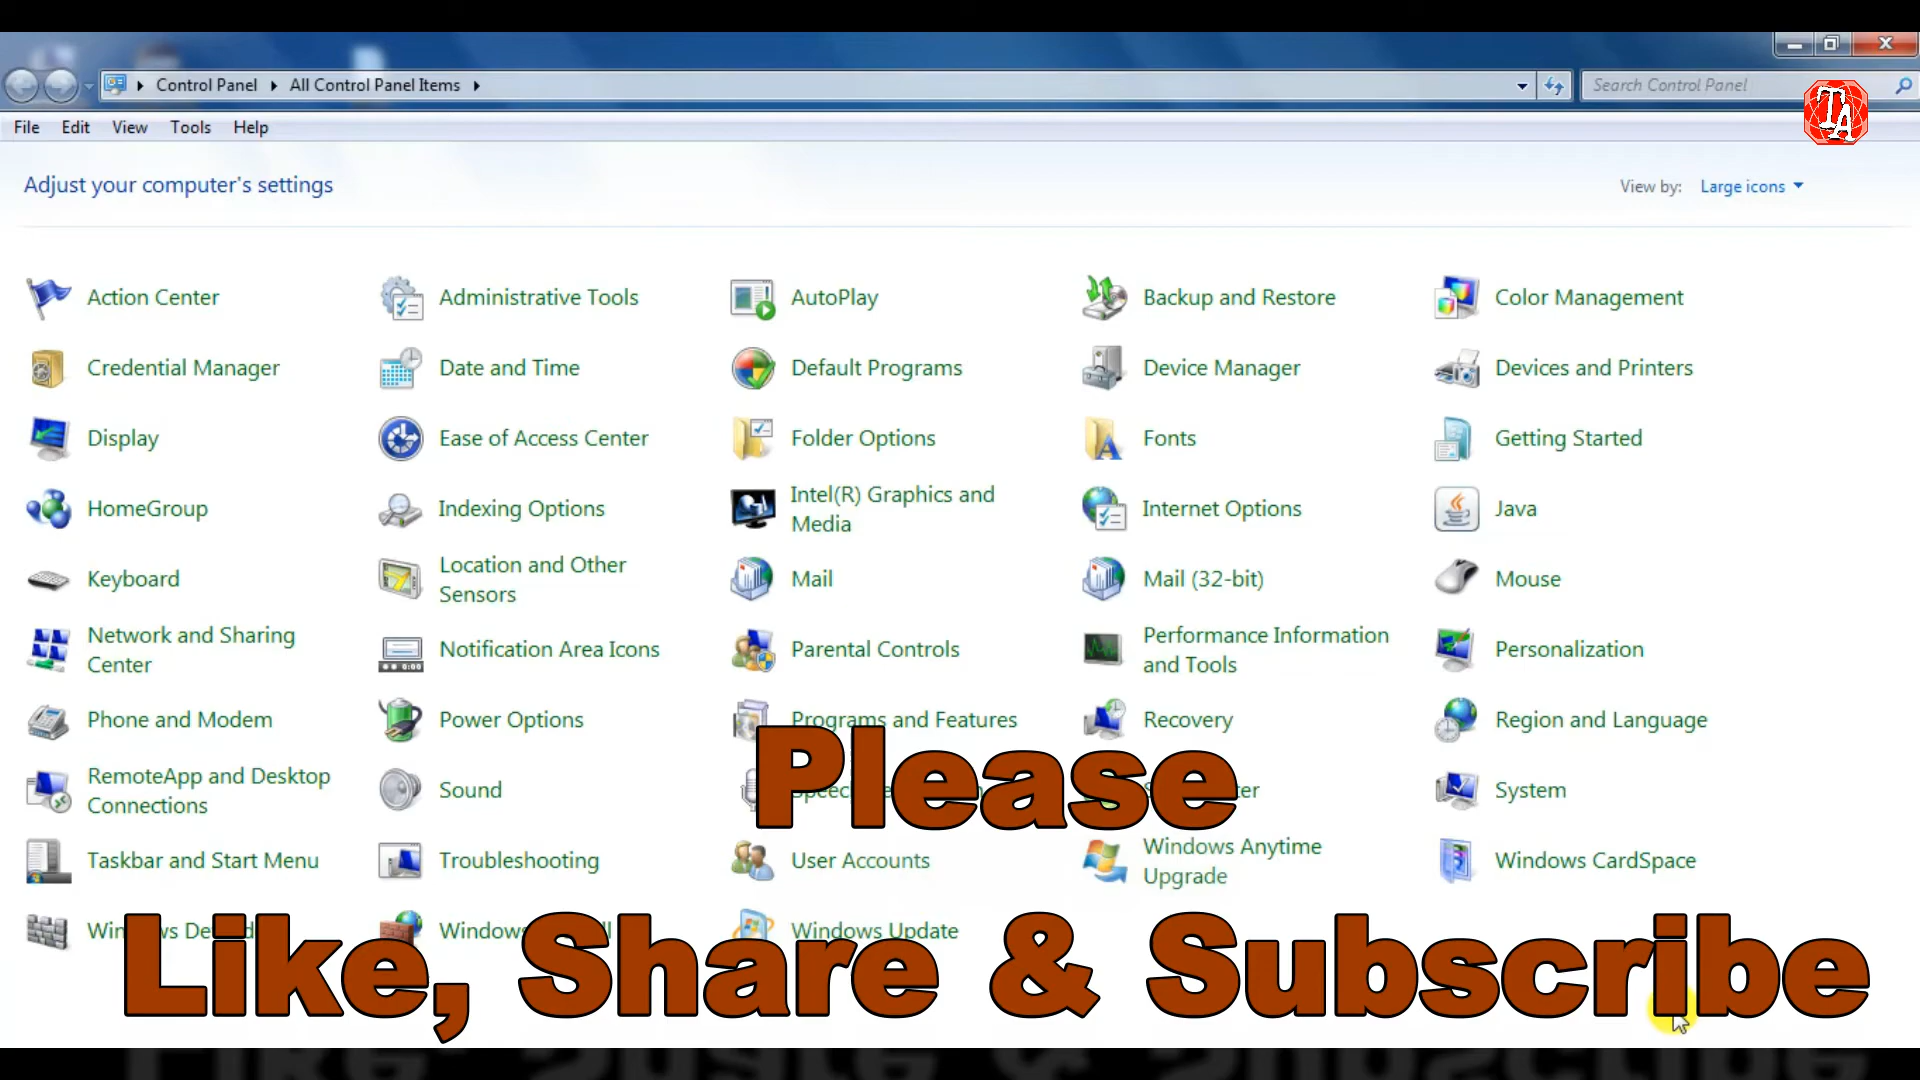 Control Panel
All Control Panel Items
Search Control Panel
TA
File Edit View Tools Help
Adjust your computer's settings
View by: Large icons
Action Center
Administrative Tools
AutoPlay
Backup and Restore
Color Management
Credential Manager
Date and Time
Default Programs
Device Manager
Devices and Printers
Display
Ease of Access Center
Folder Options
Fonts
Getting Started
HomeGroup
Indexing Options
Intel(R) Graphics and
Media
Internet Options
Java
Keyboard
Location and Other
Sensors
Mail
Mail (32-bit)
Mouse
Network and Sharing
Center
Notification Area Icons
Parental Controls
Performance Information
and Tools
Personalization
Phone and Modem
Power Options
Programs and Features
Recovery
Region and Language
RemoteApp and Desktop
Connections
Sound
System
Please
Taskbar and Start Menu
Troubleshooting
User Accounts
Windows Anytime
Upgrade
Windows CardSpace
Windows
Windows Update
Like, Share & Subscribe